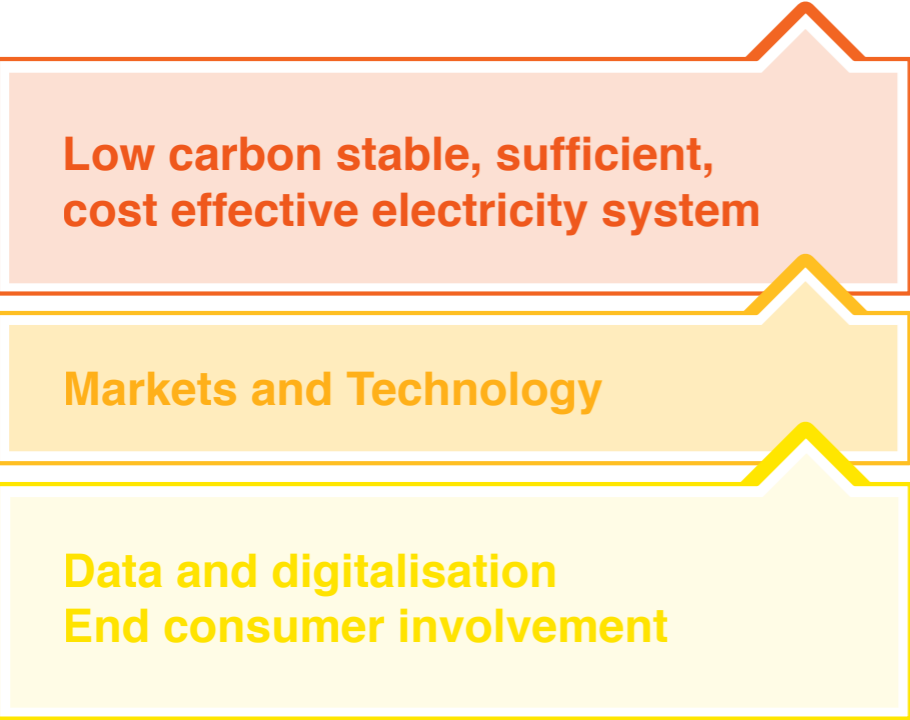 Low carbon stable, sufficient,
cost effective electricity system
Markets and Technology
Data and digitalisation
End consumer involvement